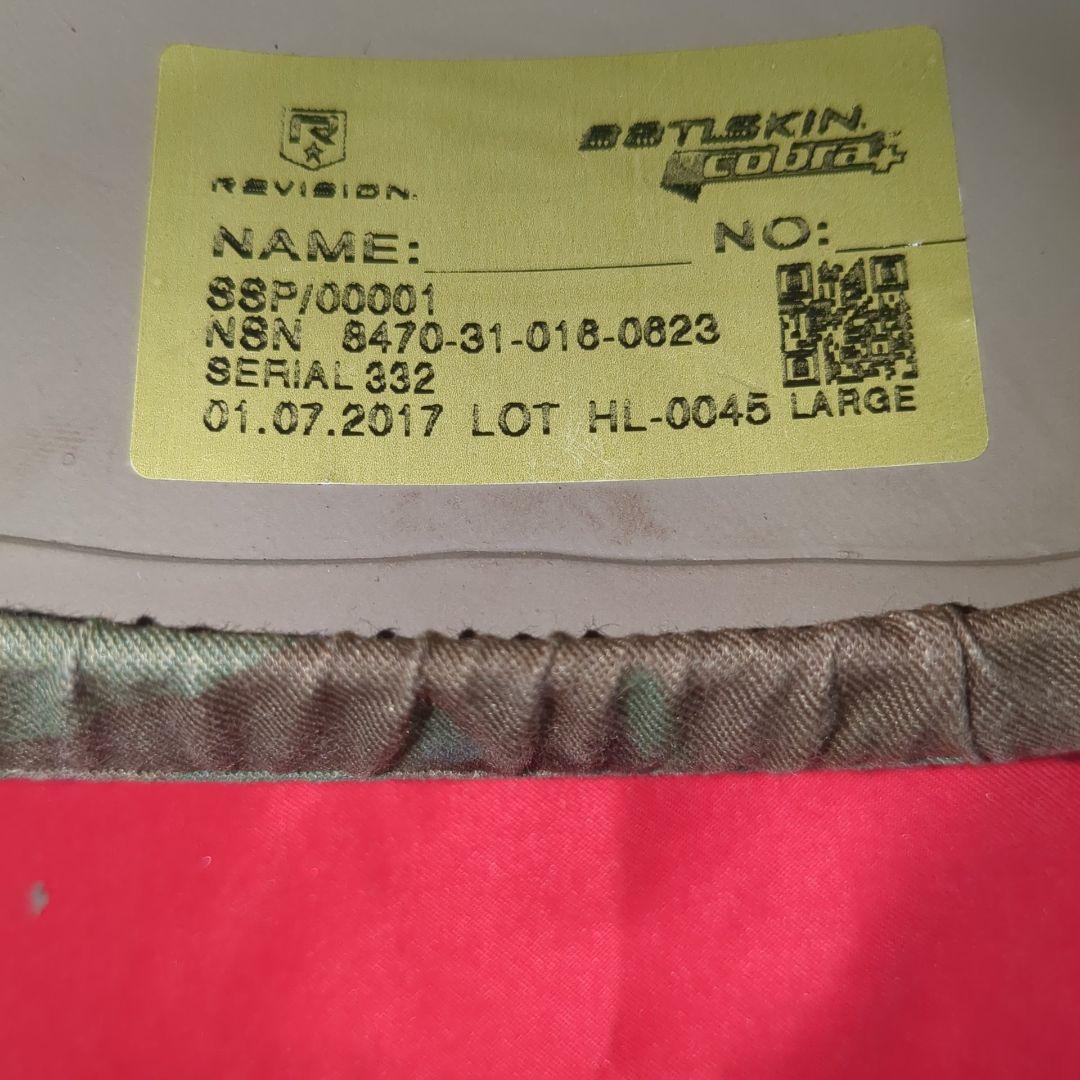 REVISION.
BATLSKIN.
cobra+
NAME:
NO:
SSP/00001
NSN 8470-31-016-0623
SERIAL 332
01.07.2017 LOT HL-0045 LARGE